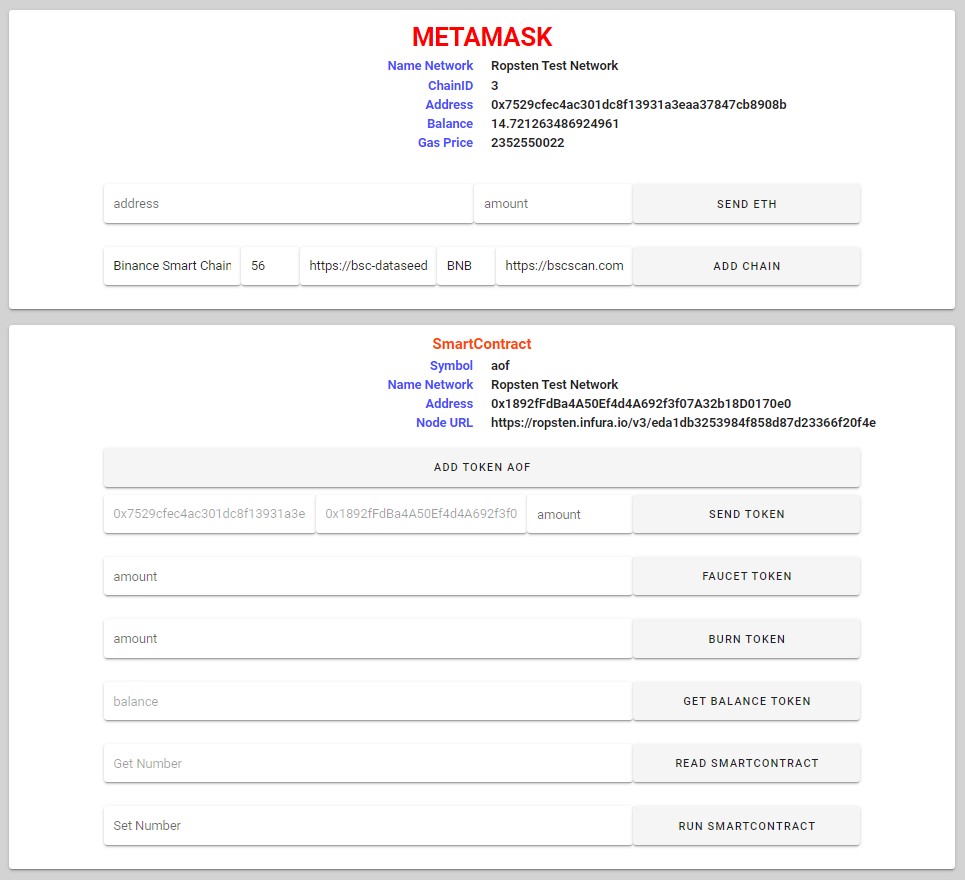 METAMASK
Name Network Ropsten Test Network
ChainID 3
Address 0x7529cfec4ac301dc8f13931a3eaa37847cb8908b
Balance 14.721263486924961
Gas Price 2352550022
address amount SEND ETH
Binance Smart Chain 56 https://bsc-dataseed BNB https://bscscan.com ADD CHAIN
SmartContract
Symbol aof
Name Network Ropsten Test Network
Address 0x1892fFdBa4A50Ef4d4A692f3f07A32b18D0170e0
Node URL https://ropsten.infura.io/v3/eda1db3253984f858d87d23366f20f4e
ADD TOKEN AOF
0x7529cfec4ac301dc8f13931a3e 0x1892fFdBa4A50Ef4d4A692f3f0 amount SEND TOKEN
amount FAUCET TOKEN
amount BURN TOKEN
balance GET BALANCE TOKEN
Get Number READ SMARTCONTRACT
Set Number RUN SMARTCONTRACT